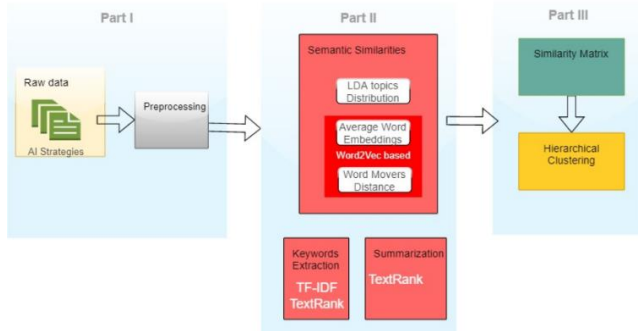 Part I
Raw data
AI Strategies
Preprocessing
Part II
Semantic Similarities
LDA topics
Distribution
Average Word
Embeddings
Word2Vec based
Word Movers
Distance
Keywords
Extraction
TF-IDF
TextRank
Summarization
TextRank
Part III
Similarity Matrix
Hierarchical
Clustering